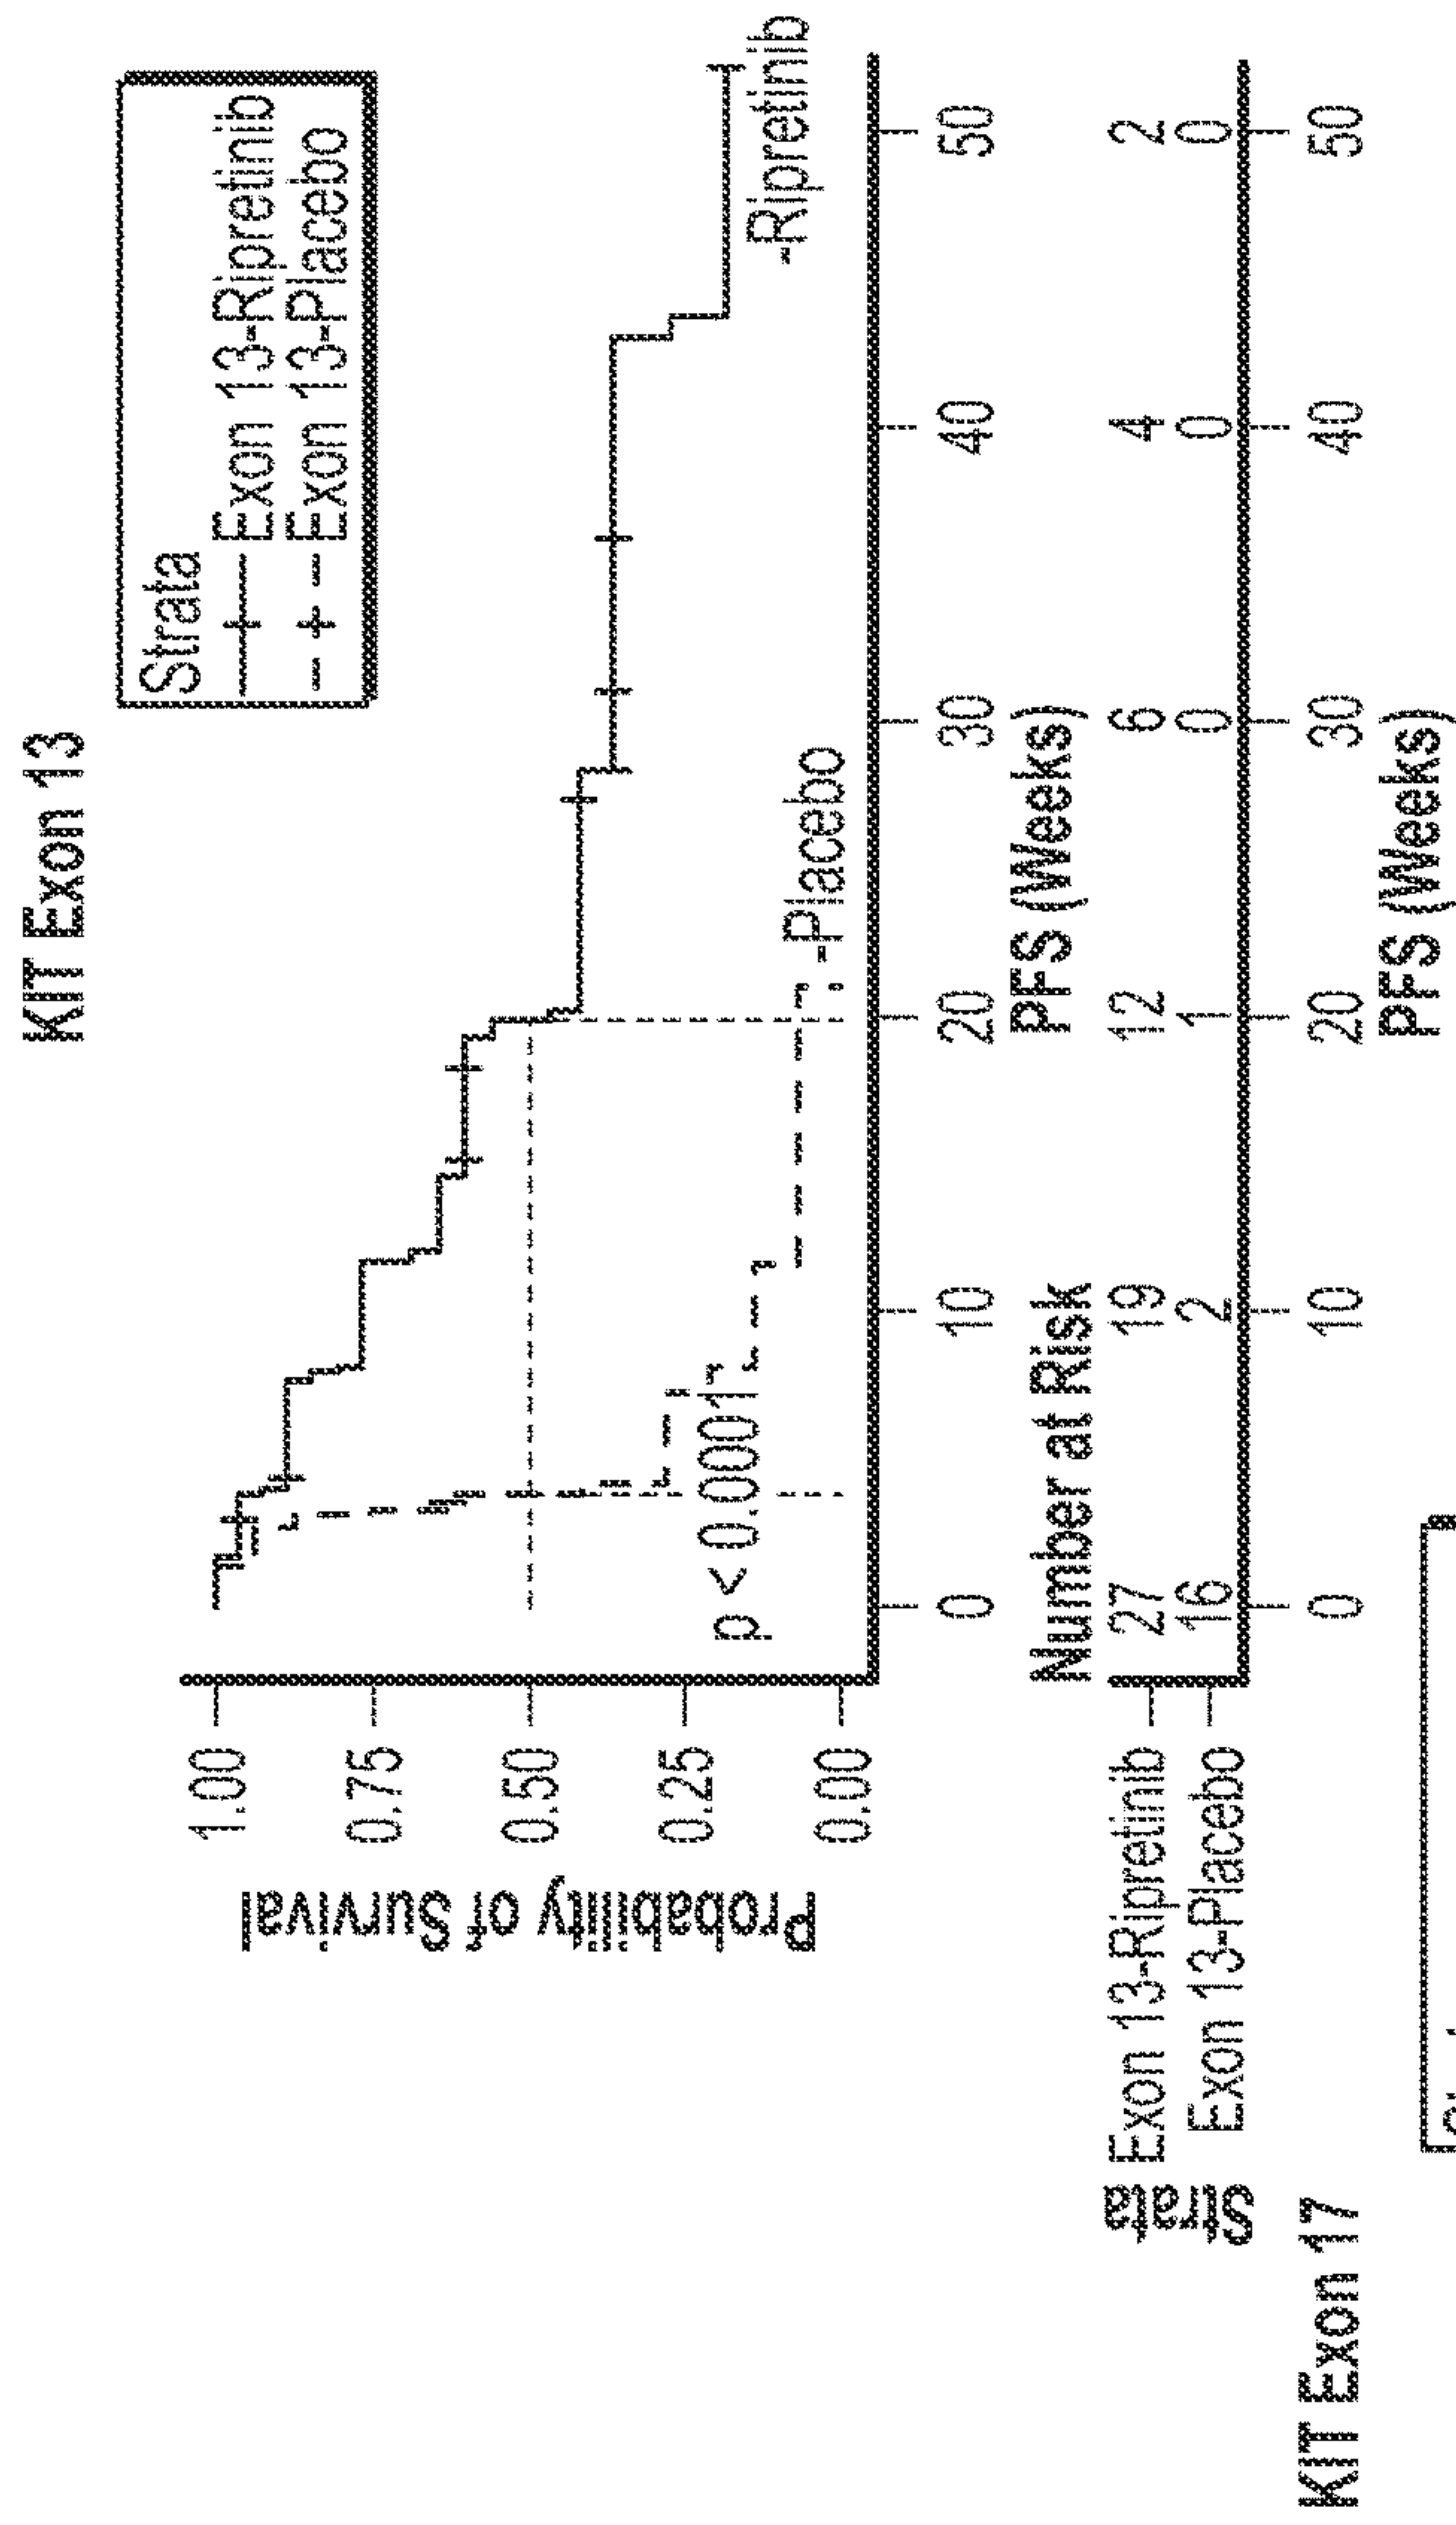 KIT Exon 13
Strata
Exon 13-Ripretinib
Exon 13-Placebo
Probability of Survival
1.00
0.75
0.50
0.25
0.00
p < 0.0001
-Placebo
-Ripretinib
0 10 20 30 40 50
PFS (Weeks)
Number at Risk
Strata
Exon 13-Ripretinib 27 19 12 6 4 2
Exon 13-Placebo 16 2 1 0 0 0
0 10 20 30 40 50
PFS (Weeks)
KIT Exon 17